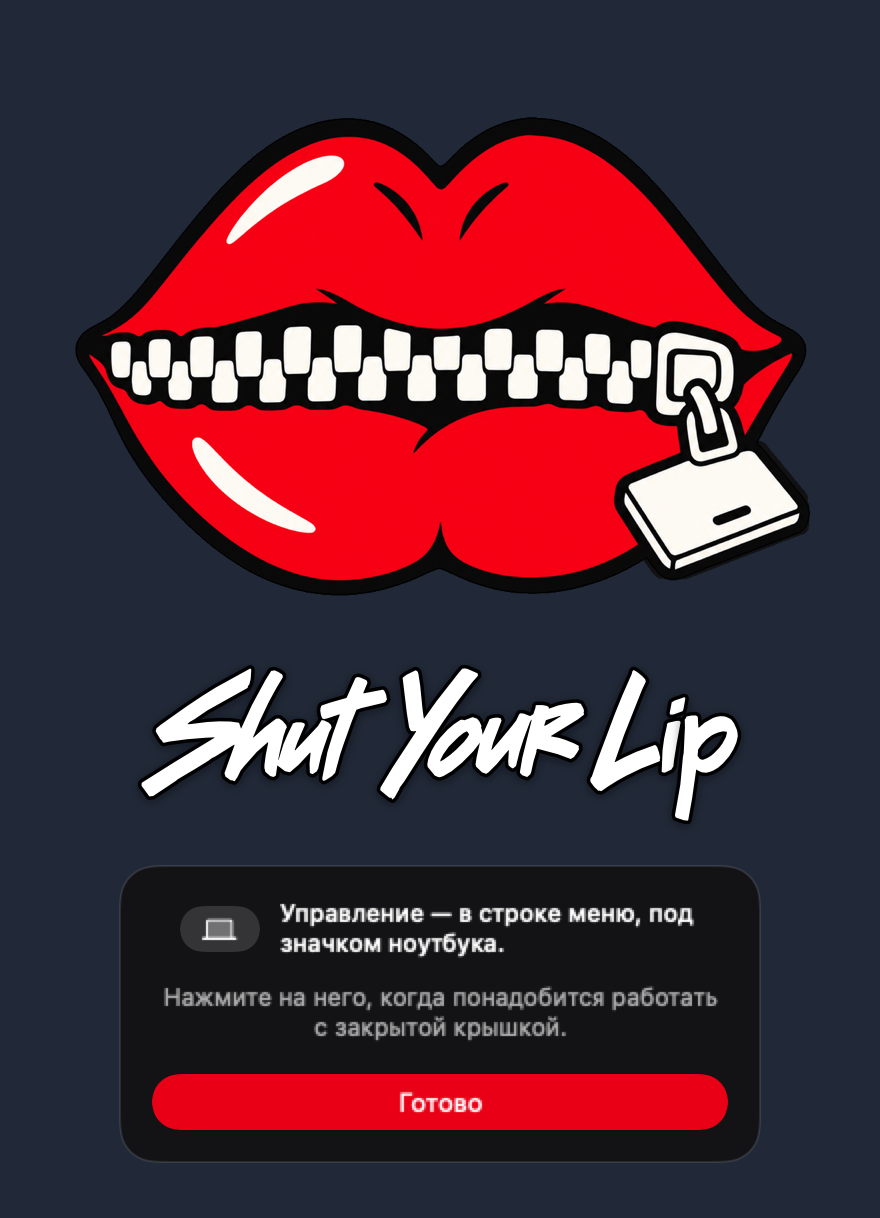 Shut Your Lip
Управление — в строке меню, под
значком ноутбука.
Нажмите на него, когда понадобится работать
с закрытой крышкой.
Готово